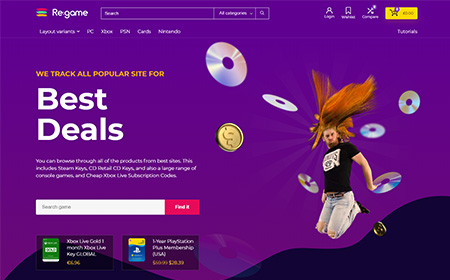 Re:game
Search
All categories
Login
Wishlist
Compare
Layout variants
PC
Xbox
PSN
Cards
Nintendo
Tutorials
WE TRACK ALL POPULAR SITE FOR
Best
Deals
You can browse through all of the products from best sites. This
includes Steam Keys, CD Retail CD Keys, and also a large range of
console games, and Cheap Xbox Live Subscription Codes.
Search game
Find it
Xbox Live Gold 1
month Xbox Live
Key GLOBAL
€6.96
1-Year PlayStation
Plus Membership
(USA)
$59.99 $28.39